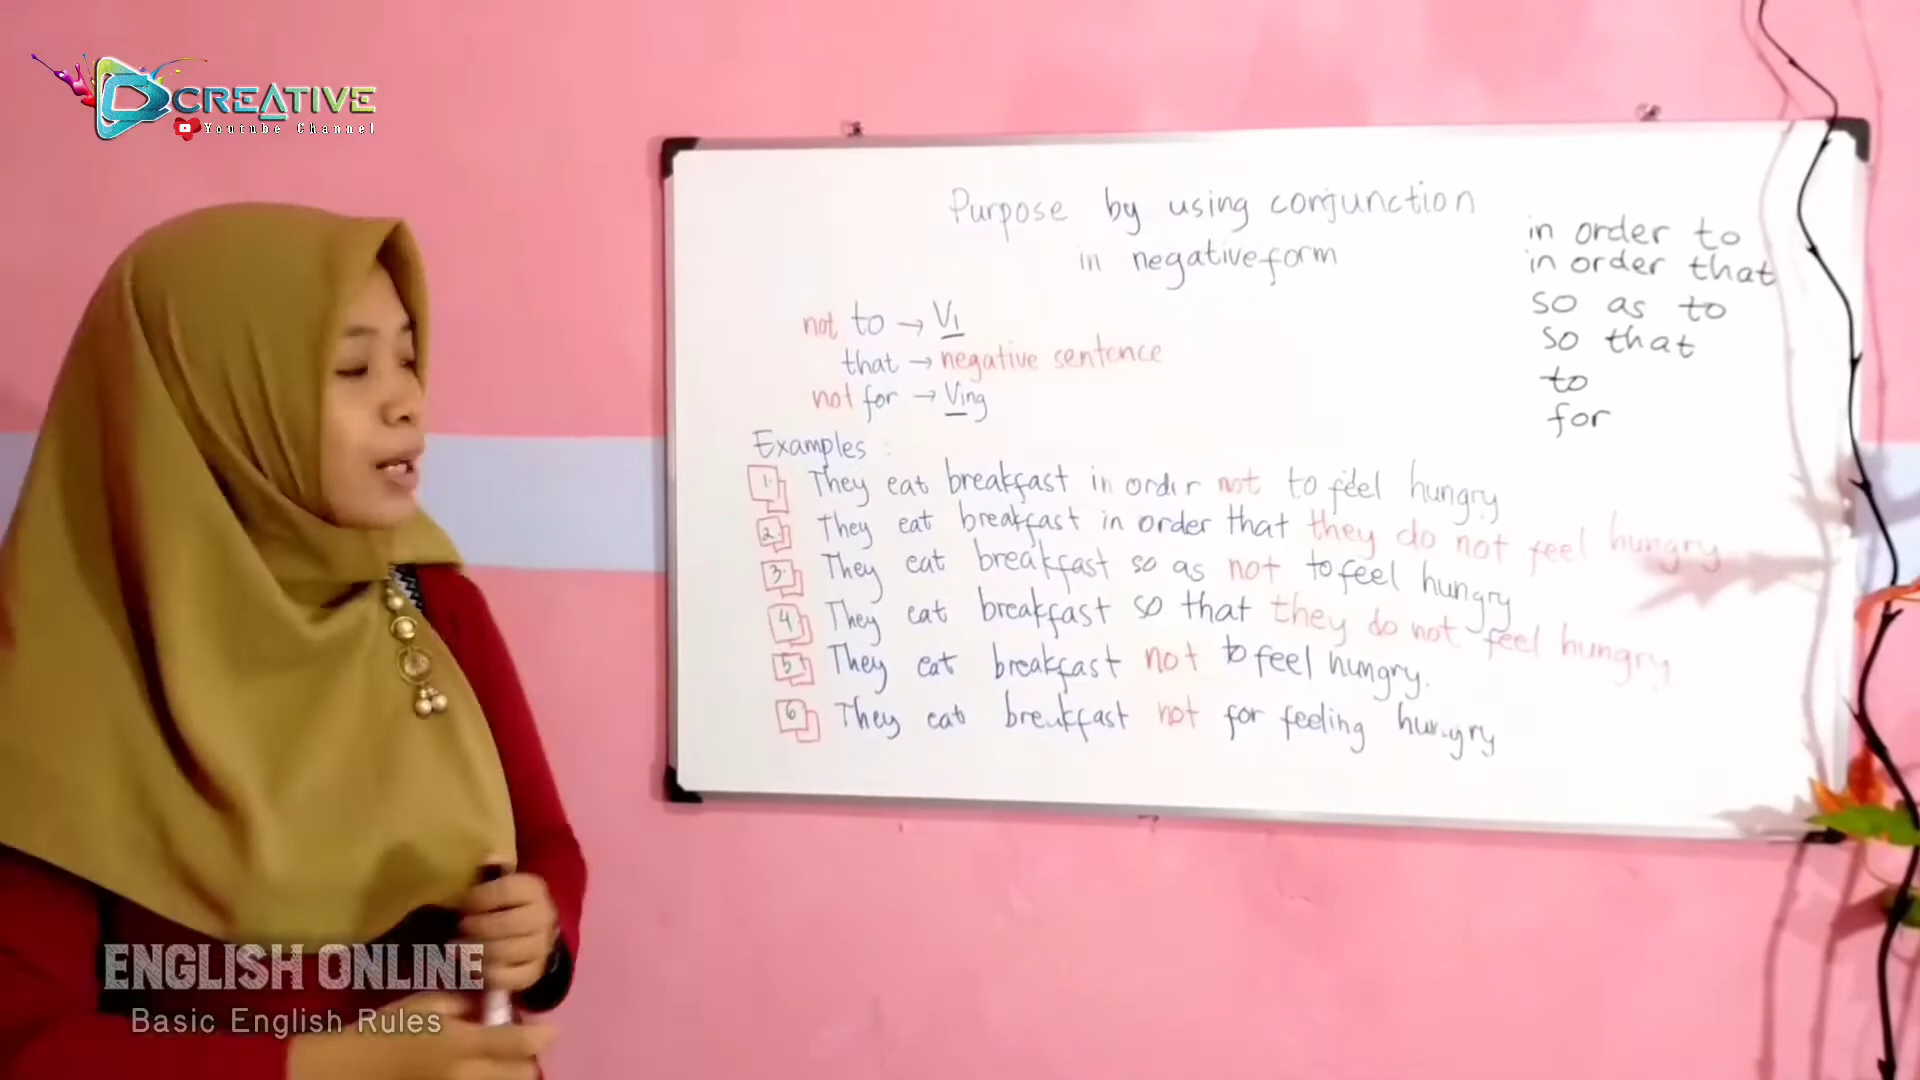 DCREATIVE
Youtube Channel
Purpose by using conjunction
in negative form
in order to
in order that
so as to
so that
to
for
not to → V1
that → negative sentence
not for → Ving
Examples :
1. They eat breakfast in order not to feel hungry
2. They eat breakfast in order that they do not feel hungry
3. They eat breakfast so as not to feel hungry
4. They eat breakfast so that they do not feel hungry
5. They eat breakfast not to feel hungry.
6. They eat breakfast not for feeling hungry
ENGLISH ONLINE
Basic English Rules